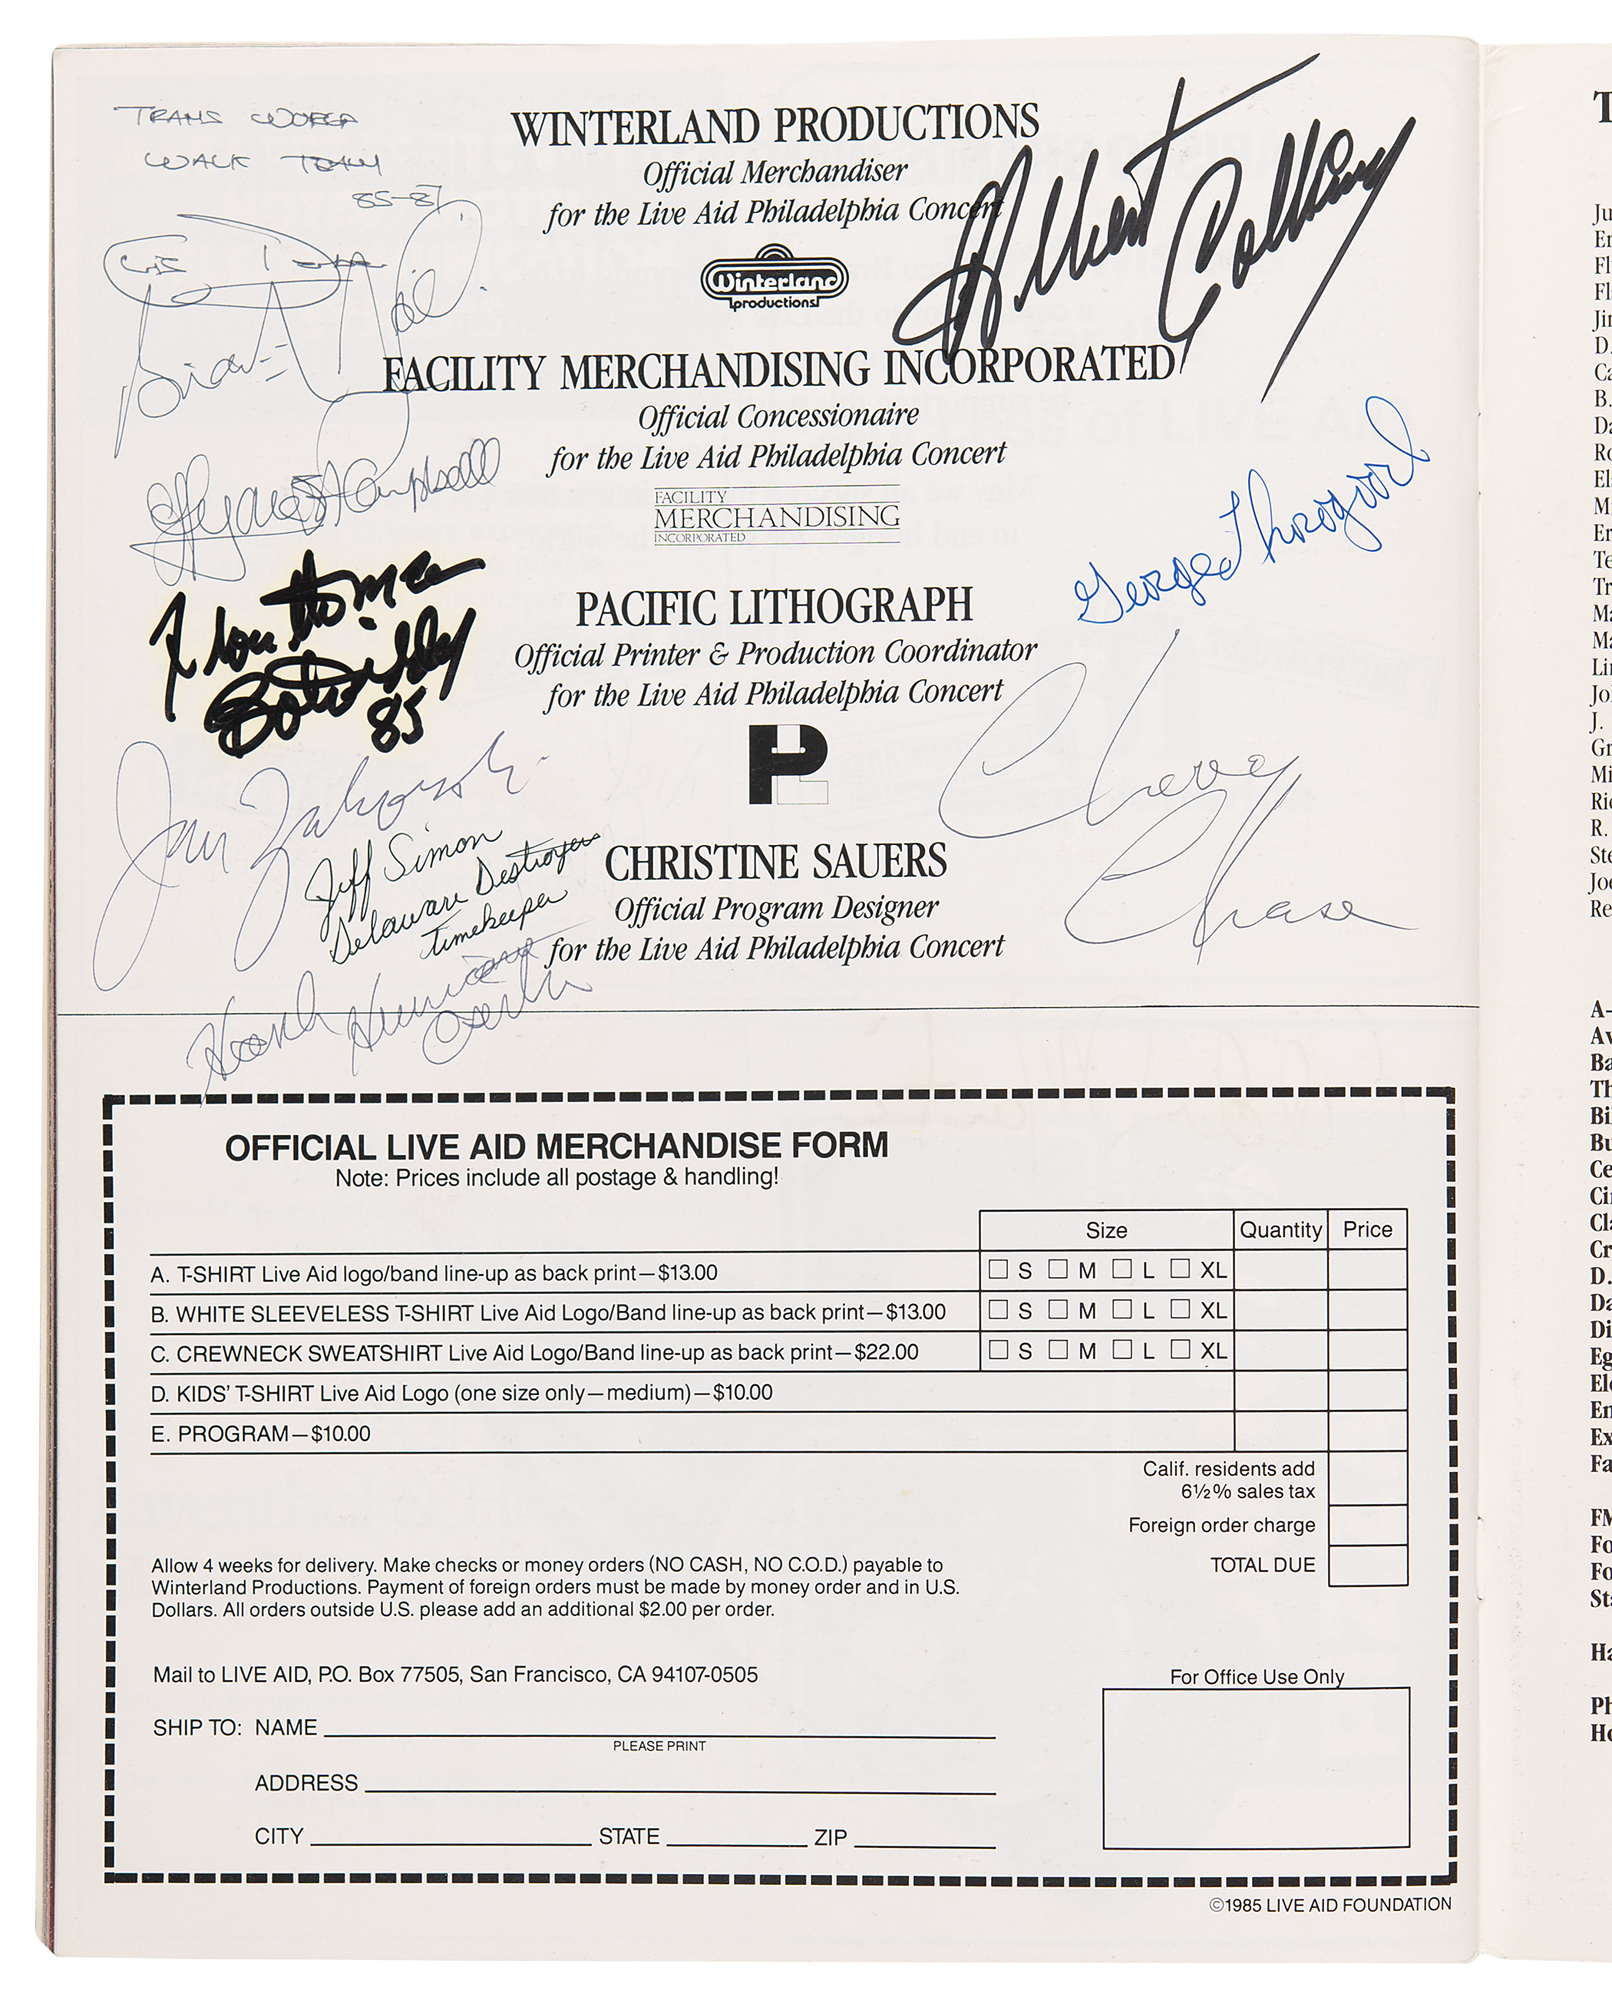 TRANS WORLD
WALK TEAM
85-87
WINTERLAND PRODUCTIONS
Official Merchandiser
for the Live Aid Philadelphia Concert
Winterland
productions
Albert Collins
Brian Neil
FACILITY MERCHANDISING INCORPORATED
Official Concessionaire
for the Live Aid Philadelphia Concert
FACILITY
MERCHANDISING
INCORPORATED
Campbell
George Thorogood
PACIFIC LITHOGRAPH
Official Printer & Production Coordinator
for the Live Aid Philadelphia Concert
Bo Diddley
85
PL
Chevy
Chase
Jeff Simon
Delaware Destroyers
timekeeper
CHRISTINE SAUERS
Official Program Designer
for the Live Aid Philadelphia Concert
Hank Hurricane
Carter
OFFICIAL LIVE AID MERCHANDISE FORM
Note: Prices include all postage & handling!
Size Quantity Price
A. T-SHIRT Live Aid logo/band line-up as back print—$13.00 S M L XL
B. WHITE SLEEVELESS T-SHIRT Live Aid Logo/Band line-up as back print—$13.00 S M L XL
C. CREWNECK SWEATSHIRT Live Aid Logo/Band line-up as back print—$22.00 S M L XL
D. KIDS' T-SHIRT Live Aid Logo (one size only—medium)—$10.00
E. PROGRAM—$10.00
Calif. residents add
6½% sales tax
Foreign order charge
TOTAL DUE
Allow 4 weeks for delivery. Make checks or money orders (NO CASH, NO C.O.D.) payable to
Winterland Productions. Payment of foreign orders must be made by money order and in U.S.
Dollars. All orders outside U.S. please add an additional $2.00 per order.
Mail to LIVE AID, P.O. Box 77505, San Francisco, CA 94107-0505
For Office Use Only
SHIP TO: NAME
PLEASE PRINT
ADDRESS
CITY STATE ZIP
©1985 LIVE AID FOUNDATION